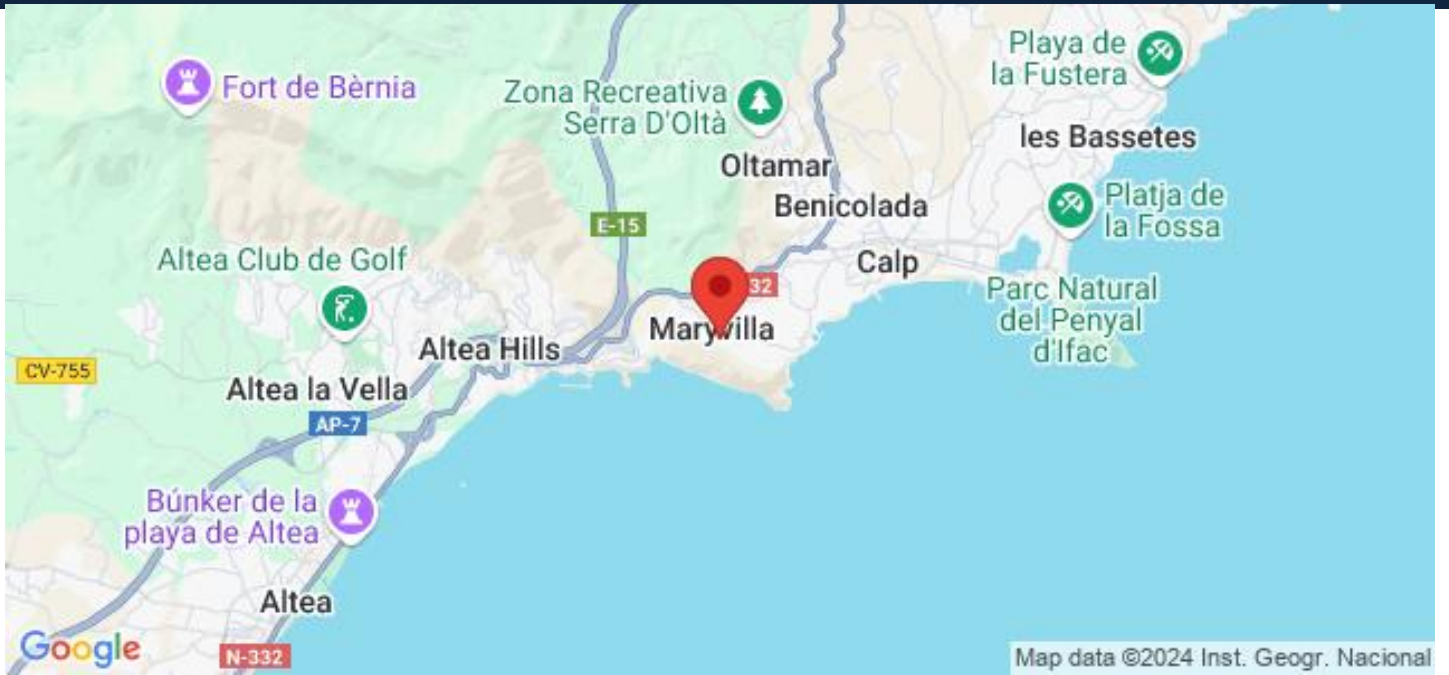 Playa de
la Fustera
Fort de Bèrnia
Zona Recreativa
Serra D'Oltà
les Bassetes
Oltamar
Platja de
la Fossa
Benicolada
E-15
Altea Club de Golf
Calp
32
Parc Natural
del Penyal
d'Ifac
Maryvilla
Altea Hills
CV-755
Altea la Vella
AP-7
Búnker de la
playa de Altea
Altea
Google
N-332
Map data ©2024 Inst. Geogr. Nacional